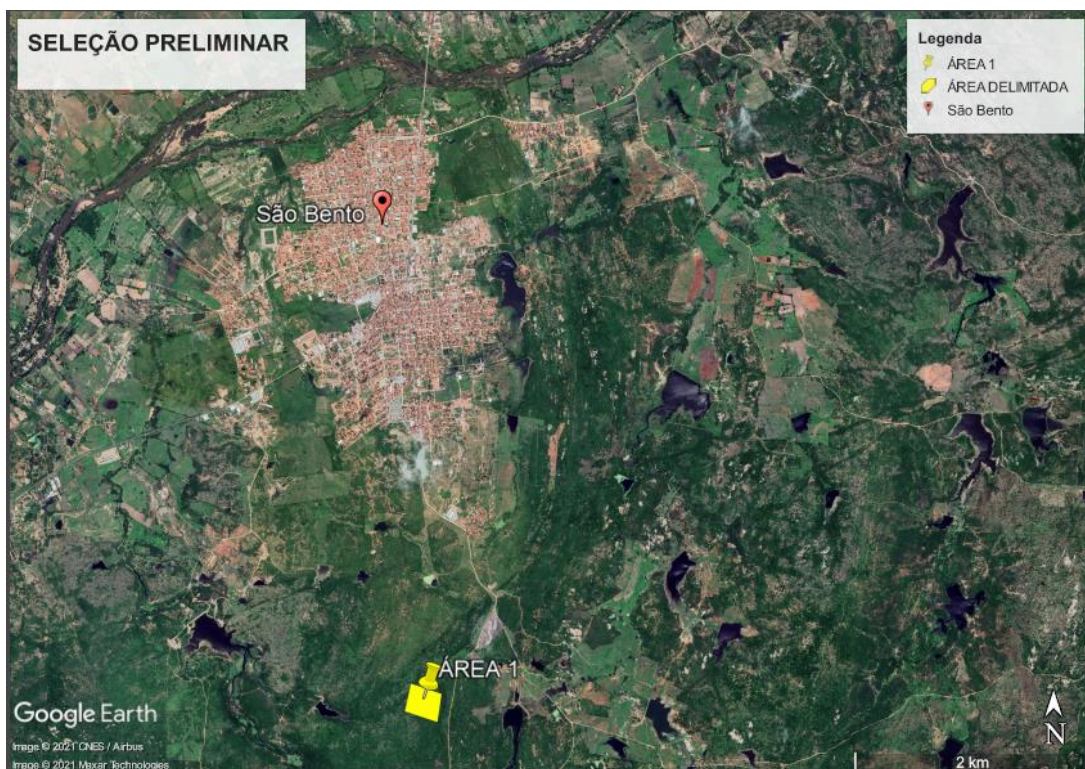 SELEÇÃO PRELIMINAR
Legenda
ÁREA 1
ÁREA DELIMITADA
São Bento
São Bento
ÁREA 1
Google Earth
Image © 2021 CNES / Airbus
Image © 2021 Maxar Technologies
N
2 km